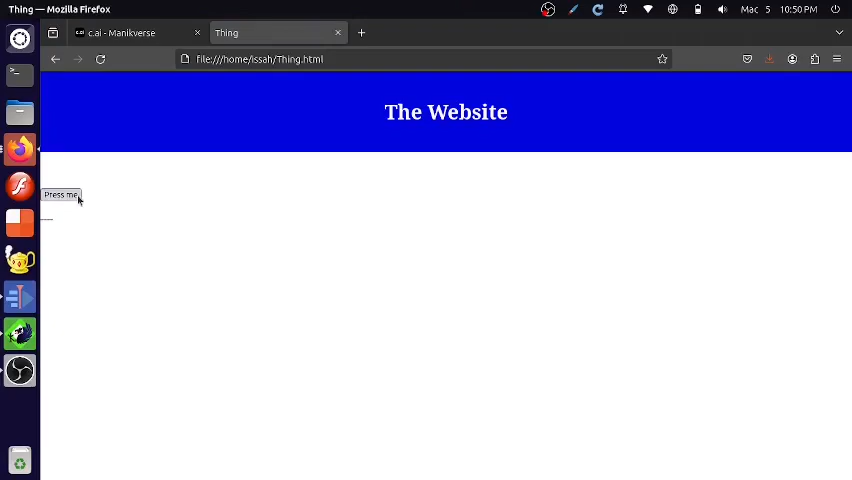 Thing — Mozilla Firefox
Mac 5 10:50 PM
c.ai - Manikverse
Thing
file:///home/issah/Thing.html
The Website
Press me
----